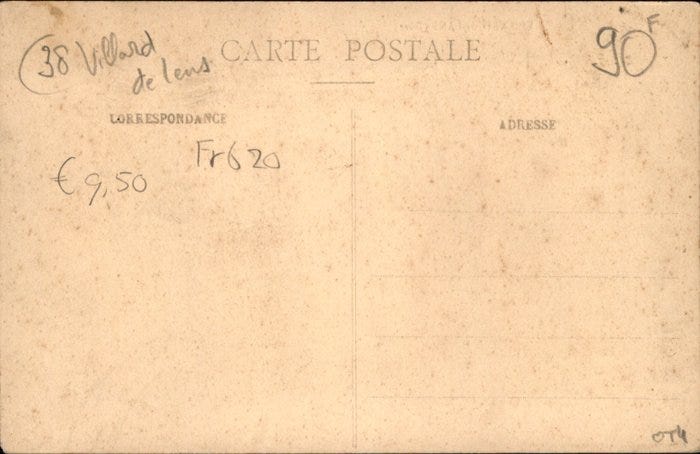 38 Villard
de lens
CARTE POSTALE
90F
CORRESPONDANCE
ADRESSE
Fr620
€ 9,50
OT4